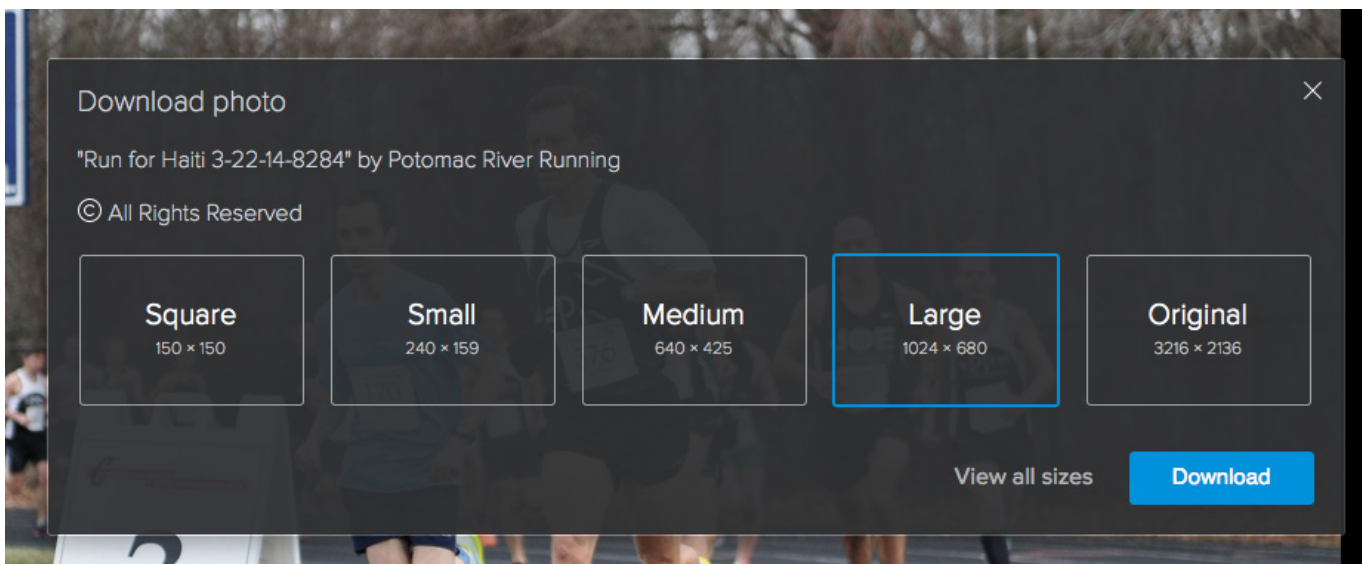 Download photo
"Run for Haiti 3-22-14-8284" by Potomac River Running
© All Rights Reserved
Square
150 × 150
Small
240 × 159
Medium
640 × 425
Large
1024 × 680
Original
3216 × 2136
View all sizes
Download